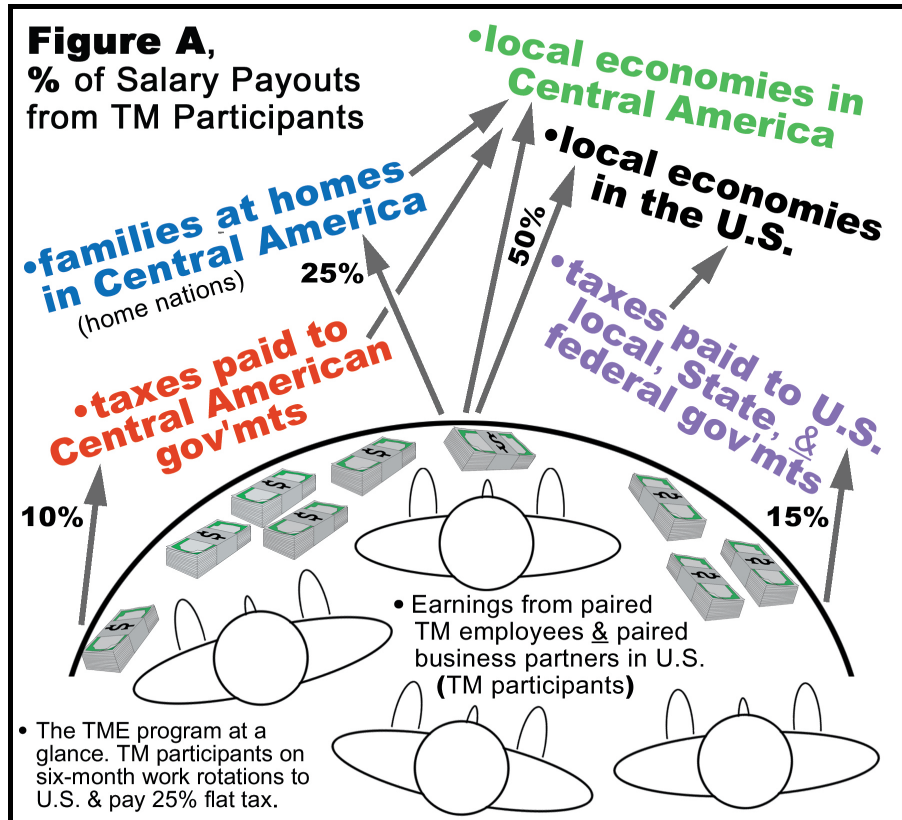 Figure A,
% of Salary Payouts
from TM Participants
•local economies in
Central America
•local economies
in the U.S.
•families at homes
in Central America
(home nations)
25%
50%
•taxes paid to U.S.
local, State, &
federal gov'mts
•taxes paid to
Central American
gov'mts
10%
15%
$
$
$
$
$
$
$
$
$
• Earnings from paired
TM employees & paired
business partners in U.S.
(TM participants)
• The TME program at a
glance. TM participants on
six-month work rotations to
U.S. & pay 25% flat tax.